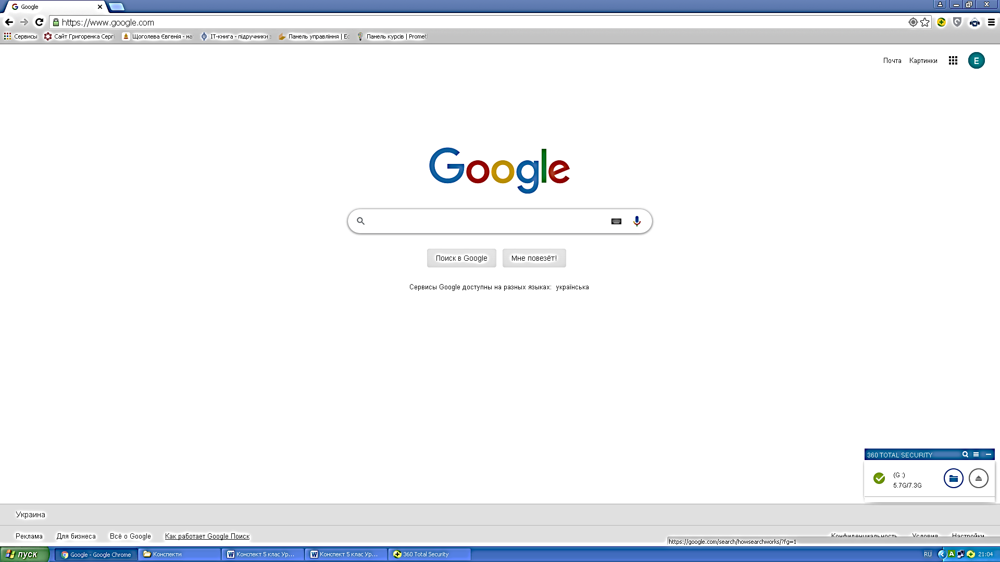 Google
https://www.google.com
Сервисы
Сайт Григоренка Серг
Щоголева Євгенія - ма
ІТ-книга - підручники з
Панель управління | Ed
Панель курсів | Promet
Почта
Картинки
E
Google
Поиск в Google
Мне повезёт!
Сервисы Google доступны на разных языках: українська
360 TOTAL SECURITY
(G :)
5.7G/7.3G
Украина
Реклама
Для бизнеса
Всё о Google
Как работает Google Поиск
Конфиденциальность
Условия
Настройки
https://google.com/search/howsearchworks/?fg=1
пуск
Google - Google Chrome
Конспекти
Конспект 5 клас Ур...
Конспект 5 клас Ур...
360 Total Security
RU
A
21:04